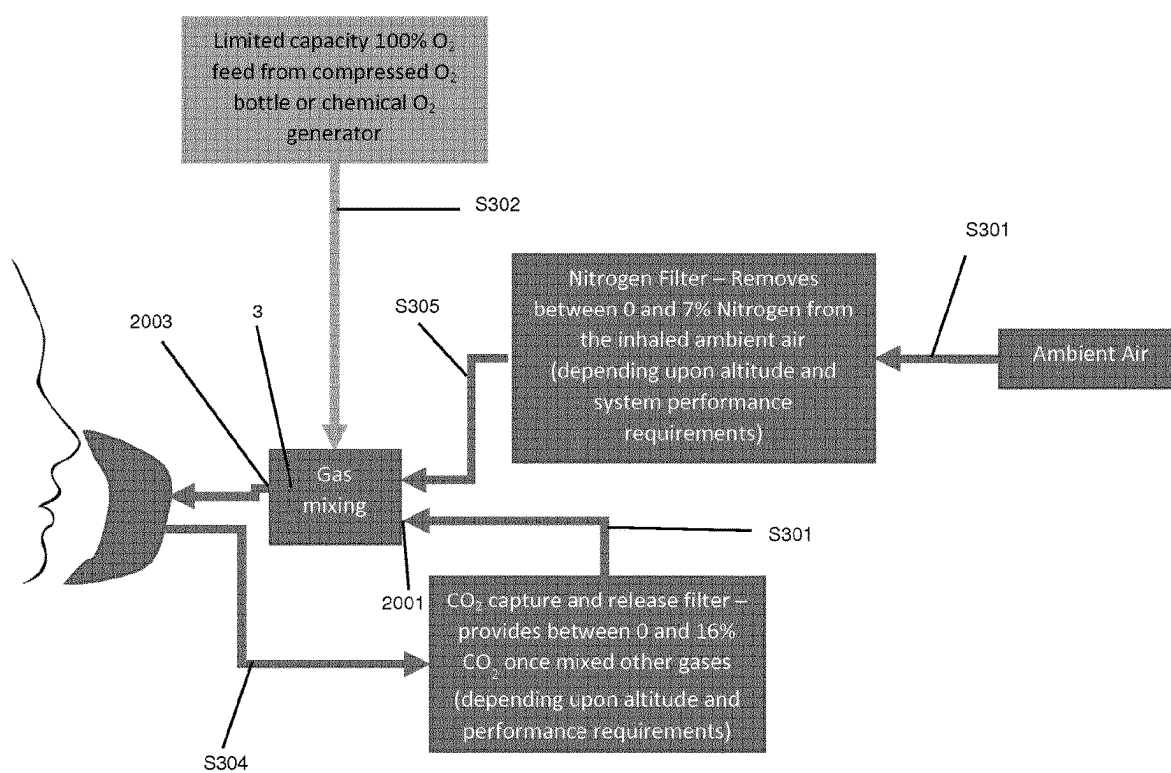 Limited capacity 100% O₂
feed from compressed O₂
bottle or chemical O₂
generator
S302
S301
Nitrogen Filter – Removes
between 0 and 7% Nitrogen from
the inhaled ambient air
(depending upon altitude and
system performance
requirements)
Ambient Air
S305
3
2003
Gas
mixing
S301
2001
CO₂ capture and release filter –
provides between 0 and 16%
CO₂ once mixed other gases
(depending upon altitude and
performance requirements)
S304